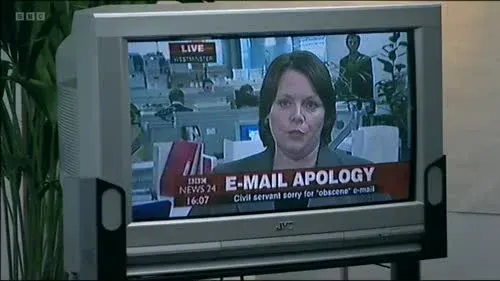 BBC
LIVE
WESTMINSTER
BBC
NEWS 24
16:07
E-MAIL APOLOGY
Civil servant sorry for "obscene" e-mail
JVC